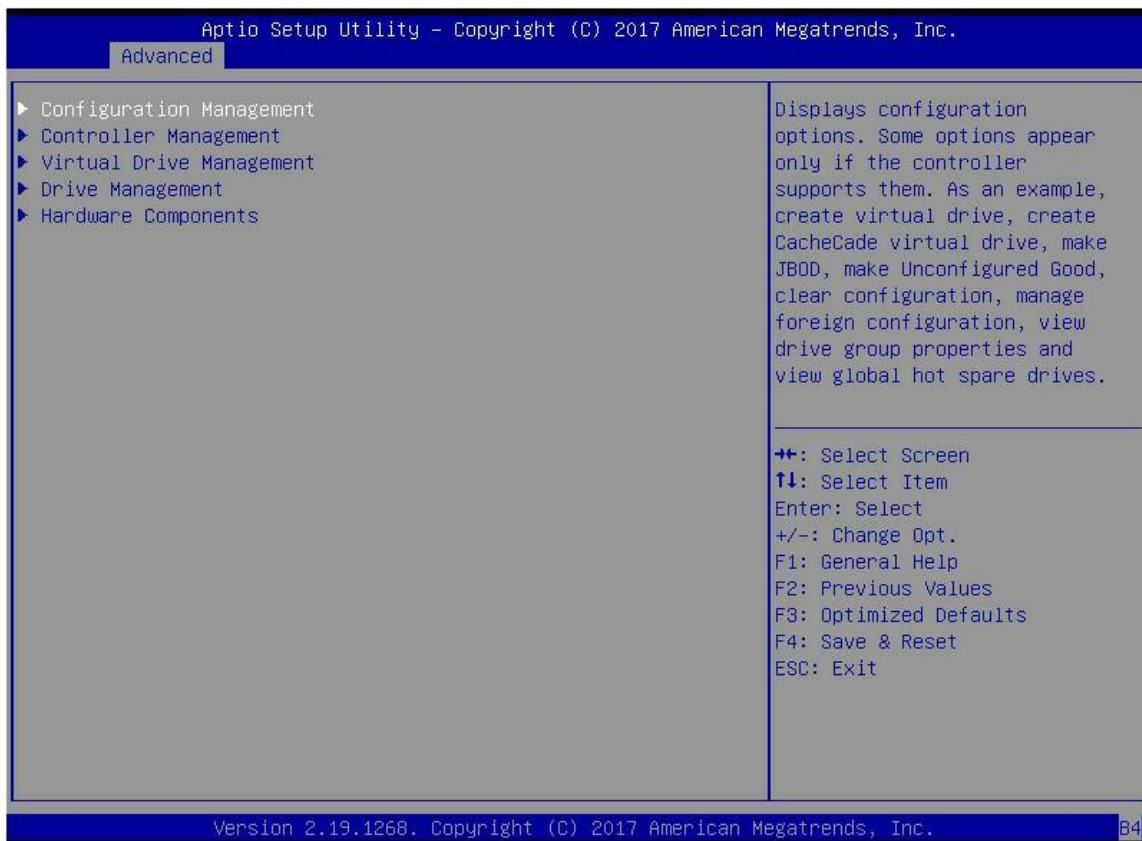 Aptio Setup Utility – Copyright (C) 2017 American Megatrends, Inc.
Advanced
▶ Configuration Management
▶ Controller Management
▶ Virtual Drive Management
▶ Drive Management
▶ Hardware Components
Displays configuration
options. Some options appear
only if the controller
supports them. As an example,
create virtual drive, create
CacheCade virtual drive, make
JBOD, make Unconfigured Good,
clear configuration, manage
foreign configuration, view
drive group properties and
view global hot spare drives.
→←: Select Screen
↑↓: Select Item
Enter: Select
+/-: Change Opt.
F1: General Help
F2: Previous Values
F3: Optimized Defaults
F4: Save & Reset
ESC: Exit
Version 2.19.1268. Copyright (C) 2017 American Megatrends, Inc.
B4